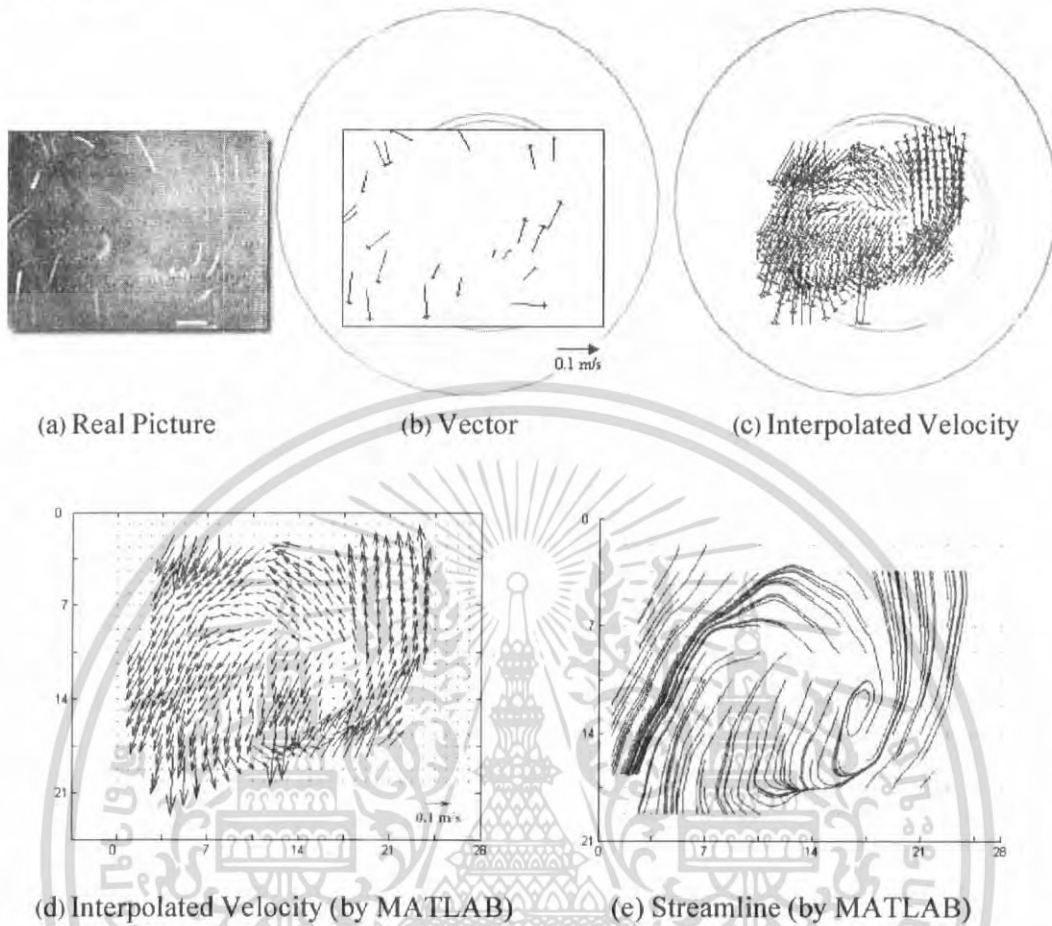 0.1 m/s
(a) Real Picture
(b) Vector
(c) Interpolated Velocity
0
7
14
21
0.1 m/s
0
7
14
21
28
(d) Interpolated Velocity (by MATLAB)
0
7
14
21
0
7
14
21
28
(e) Streamline (by MATLAB)